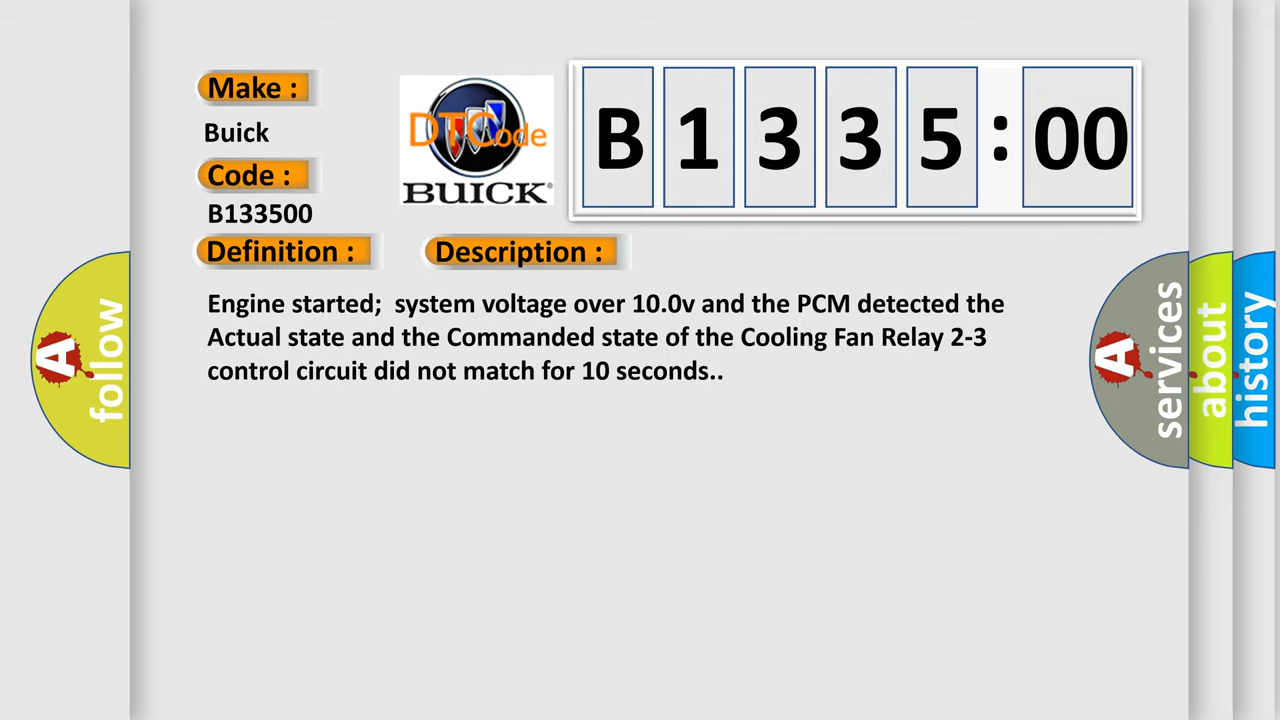 Make :
Buick
Code :
B133500
DTCode
BUICK®
B 1 3 3 5 : 00
Definition :
Description :
Engine started; system voltage over 10.0v and the PCM detected the
Actual state and the Commanded state of the Cooling Fan Relay 2-3
control circuit did not match for 10 seconds..
A follow
A services
about
history